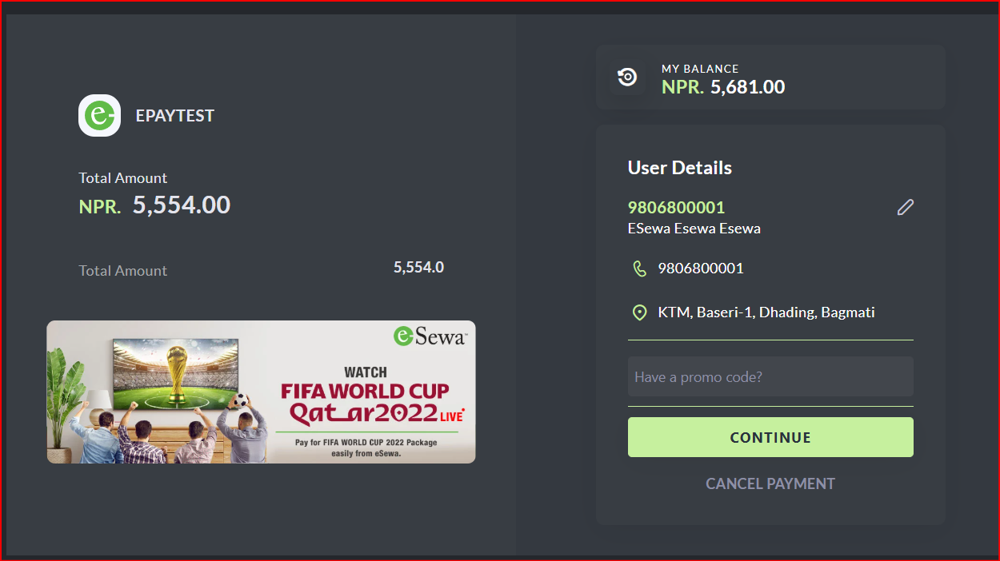 EPAYTEST
Total Amount
NPR. 5,554.00
Total Amount 5,554.0
eSewa™
WATCH
FIFA WORLD CUP
Qatar2022 LIVE
Pay for FIFA WORLD CUP 2022 Package
easily from eSewa.
MY BALANCE
NPR. 5,681.00
User Details
9806800001
ESewa Esewa Esewa
9806800001
KTM, Baseri-1, Dhading, Bagmati
Have a promo code?
CONTINUE
CANCEL PAYMENT